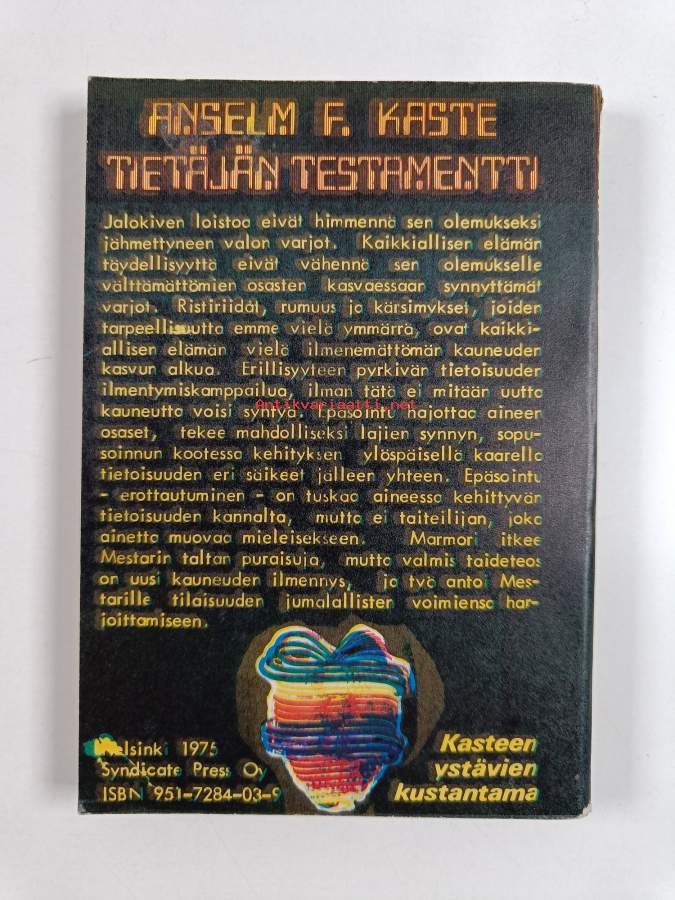 ANSELM F. KASTE
TIETÄJÄN TESTAMENTTI
Jalokiven loistoa eivät himmennä sen olemukseksi
jähmettyneen valon varjot. Kaikkiallisen elämän
täydellisyyttä eivät vähennä sen olemukselle
välttämättömien osasten kasvaessaan synnyttämät
varjot. Ristiriidat, rumuus ja kärsimykset, joiden
tarpeellisuutta emme vielä ymmärrä, ovat kaikki-
allisen elämän vielä ilmenemättömän kauneuden
kasvun alkua. Erillisyyteen pyrkivän tietoisuuden
ilmentymiskamppailua, ilman tätä ei mitään uutta
kauneutta voisi syntyä. Epäsointu hajottaa aineen
Antikvariaatti.net
osaset, tekee mahdolliseksi lajien synnyn, sopu-
soinnun kootessa kehityksen ylöspäisellä kaarella
tietoisuuden eri säikeet jälleen yhteen. Epäsointu
- erottautuminen - on tuskaa aineessa kehittyvän
tietoisuuden kannalta, mutta ei taiteilijan, joka
ainetta muovaa mieleisekseen. Marmori itkee
Mestarin taltan puraisuja, mutta valmis taideteos
on uusi kauneuden ilmennys, ja työ antoi Mes-
tarille tilaisuuden jumalallisten voimiensa har-
joittamiseen.
Helsinki 1975
Syndicate Press Oy
ISBN 951-7284-03-9
Kasteen
ystävien
kustantama